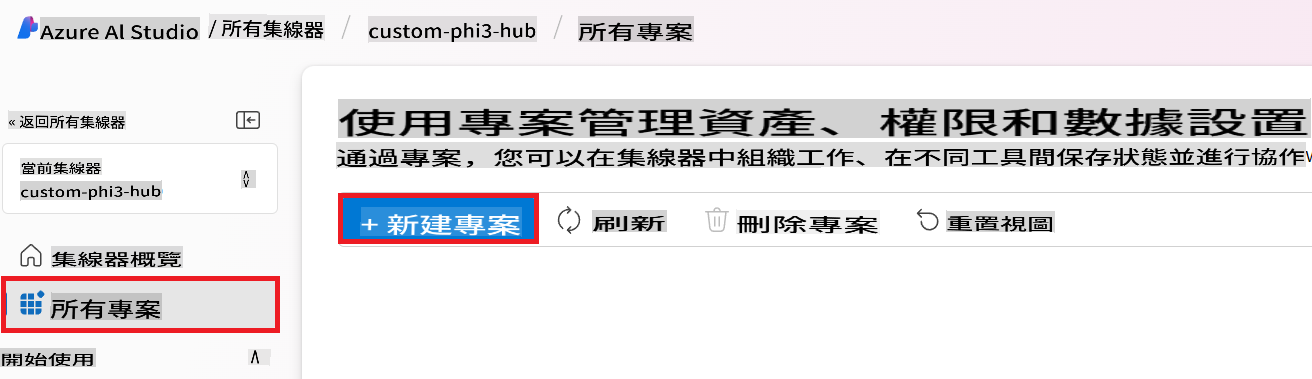 Azure AI Studio / 所有集線器 / custom-phi3-hub / 所有專案
« 返回所有集線器
當前集線器
custom-phi3-hub
集線器概覽
所有專案
開始使用
使用專案管理資產、權限和數據設置
通過專案，您可以在集線器中組織工作、在不同工具間保存狀態並進行協作
+ 新建專案 刷新 刪除專案 重置視圖